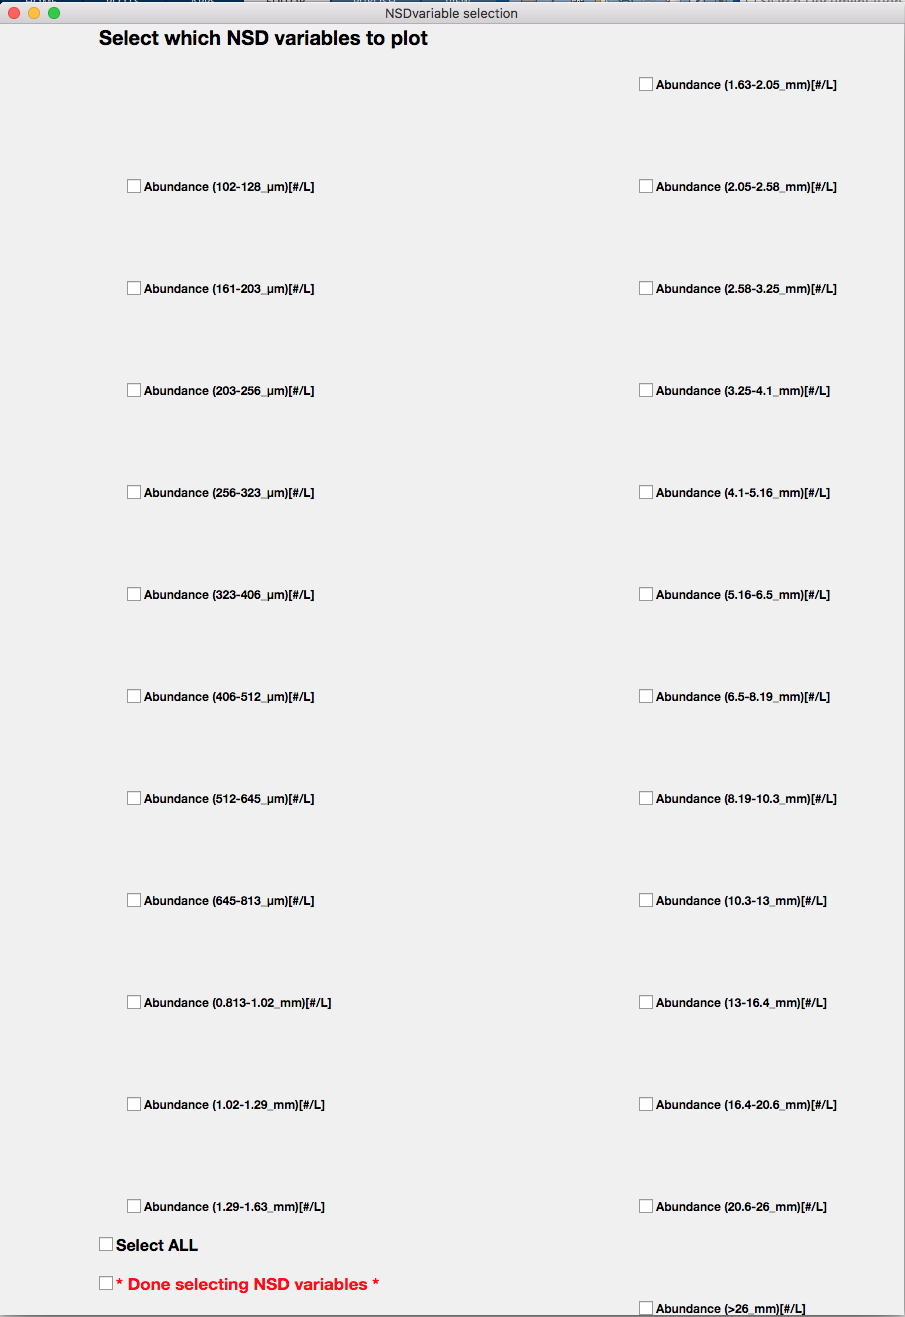 NSDvariable selection
Select which NSD variables to plot
Abundance (102-128_µm)[#/L]
Abundance (161-203_µm)[#/L]
Abundance (203-256_µm)[#/L]
Abundance (256-323_µm)[#/L]
Abundance (323-406_µm)[#/L]
Abundance (406-512_µm)[#/L]
Abundance (512-645_µm)[#/L]
Abundance (645-813_µm)[#/L]
Abundance (0.813-1.02_mm)[#/L]
Abundance (1.02-1.29_mm)[#/L]
Abundance (1.29-1.63_mm)[#/L]
Abundance (1.63-2.05_mm)[#/L]
Abundance (2.05-2.58_mm)[#/L]
Abundance (2.58-3.25_mm)[#/L]
Abundance (3.25-4.1_mm)[#/L]
Abundance (4.1-5.16_mm)[#/L]
Abundance (5.16-6.5_mm)[#/L]
Abundance (6.5-8.19_mm)[#/L]
Abundance (8.19-10.3_mm)[#/L]
Abundance (10.3-13_mm)[#/L]
Abundance (13-16.4_mm)[#/L]
Abundance (16.4-20.6_mm)[#/L]
Abundance (20.6-26_mm)[#/L]
Abundance (>26_mm)[#/L]
Select ALL
* Done selecting NSD variables *